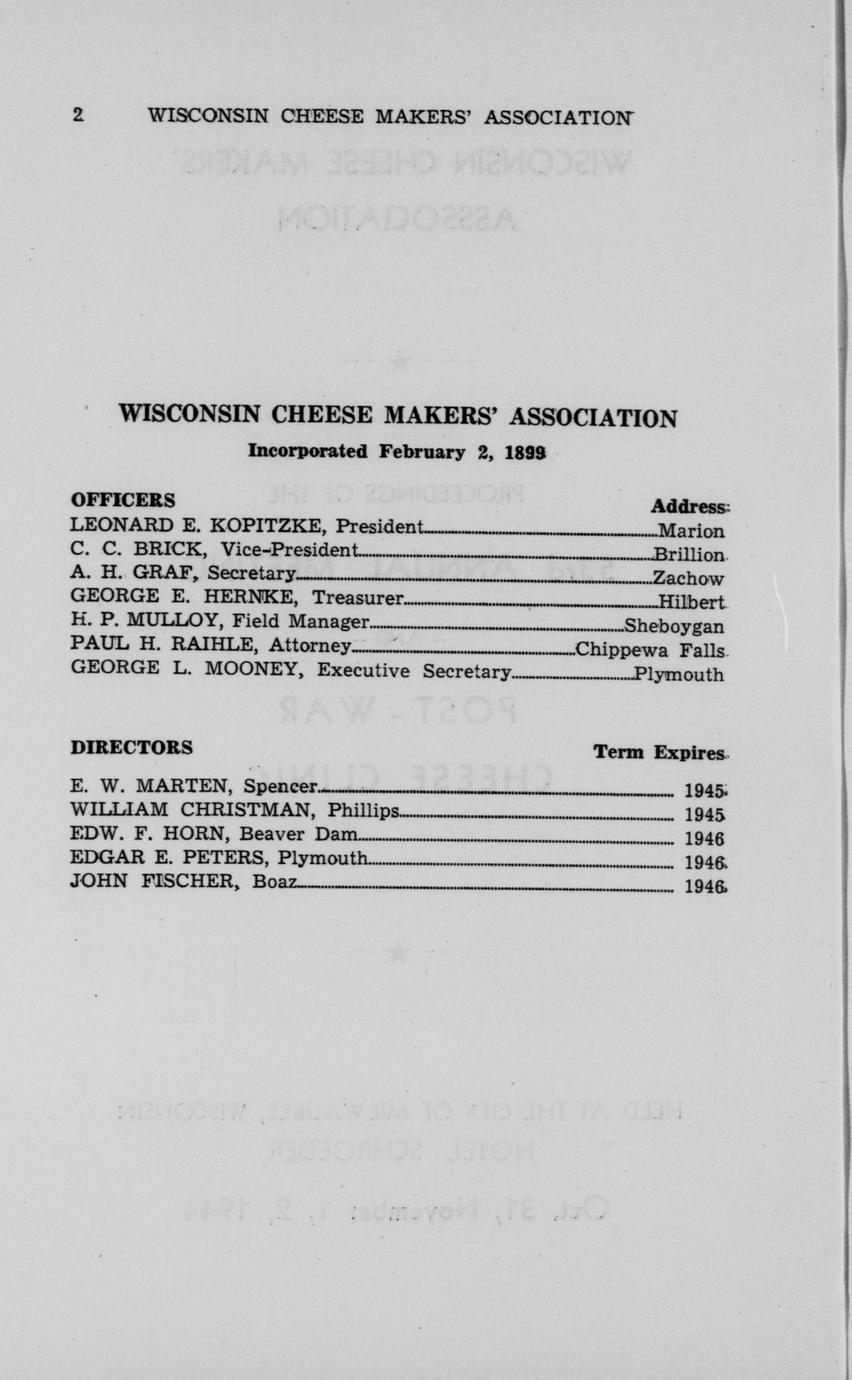 2 WISCONSIN CHEESE MAKERS' ASSOCIATION
WISCONSIN CHEESE MAKERS' ASSOCIATION
Incorporated February 2, 1899
OFFICERS Address
LEONARD E. KOPITZKE, President Marion
C. C. BRICK, Vice-President Brillion
A. H. GRAF, Secretary Zachow
GEORGE E. HERNKE, Treasurer Hilbert
H. P. MULLOY, Field Manager Sheboygan
PAUL H. RAIHLE, Attorney Chippewa Falls
GEORGE L. MOONEY, Executive Secretary Plymouth
DIRECTORS Term Expires
E. W. MARTEN, Spencer 1945
WILLIAM CHRISTMAN, Phillips 1945
EDW. F. HORN, Beaver Dam 1946
EDGAR E. PETERS, Plymouth 1946
JOHN FISCHER, Boaz 1946